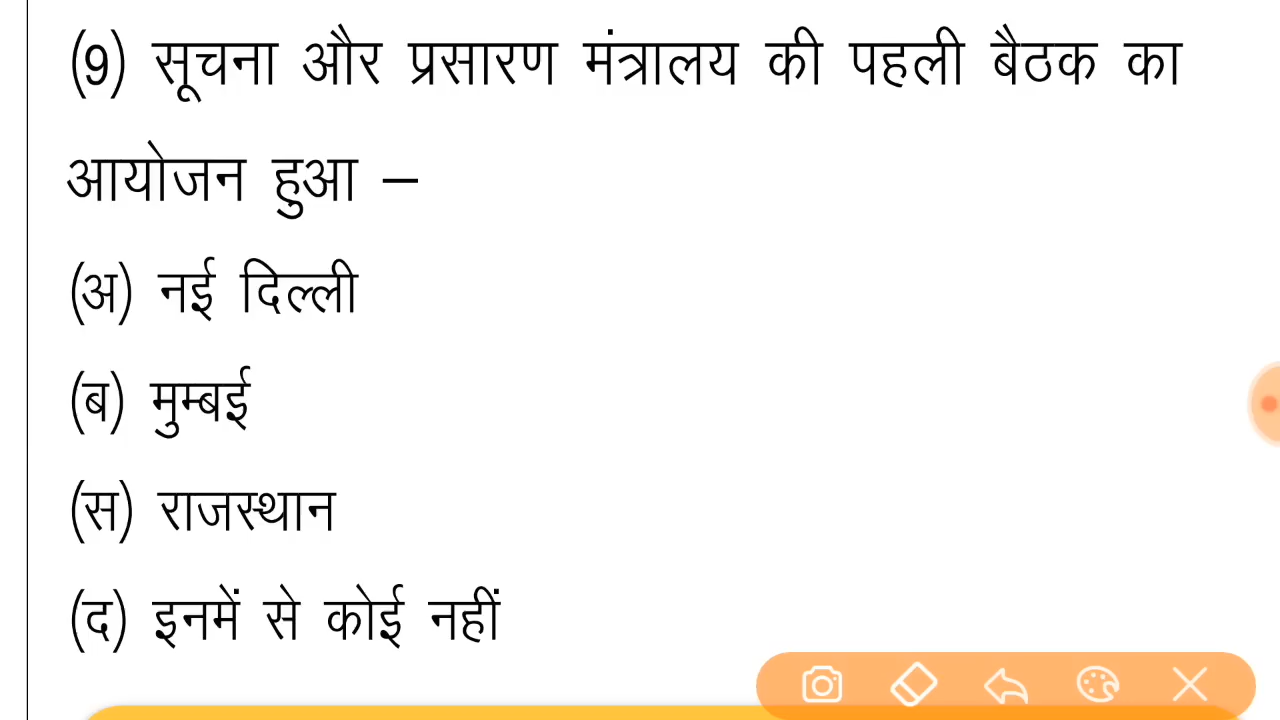 (9) सूचना और प्रसारण मंत्रालय की पहली बैठक का
आयोजन हुआ –
(अ) नई दिल्ली
(ब) मुम्बई
(स) राजस्थान
(द) इनमें से कोई नहीं